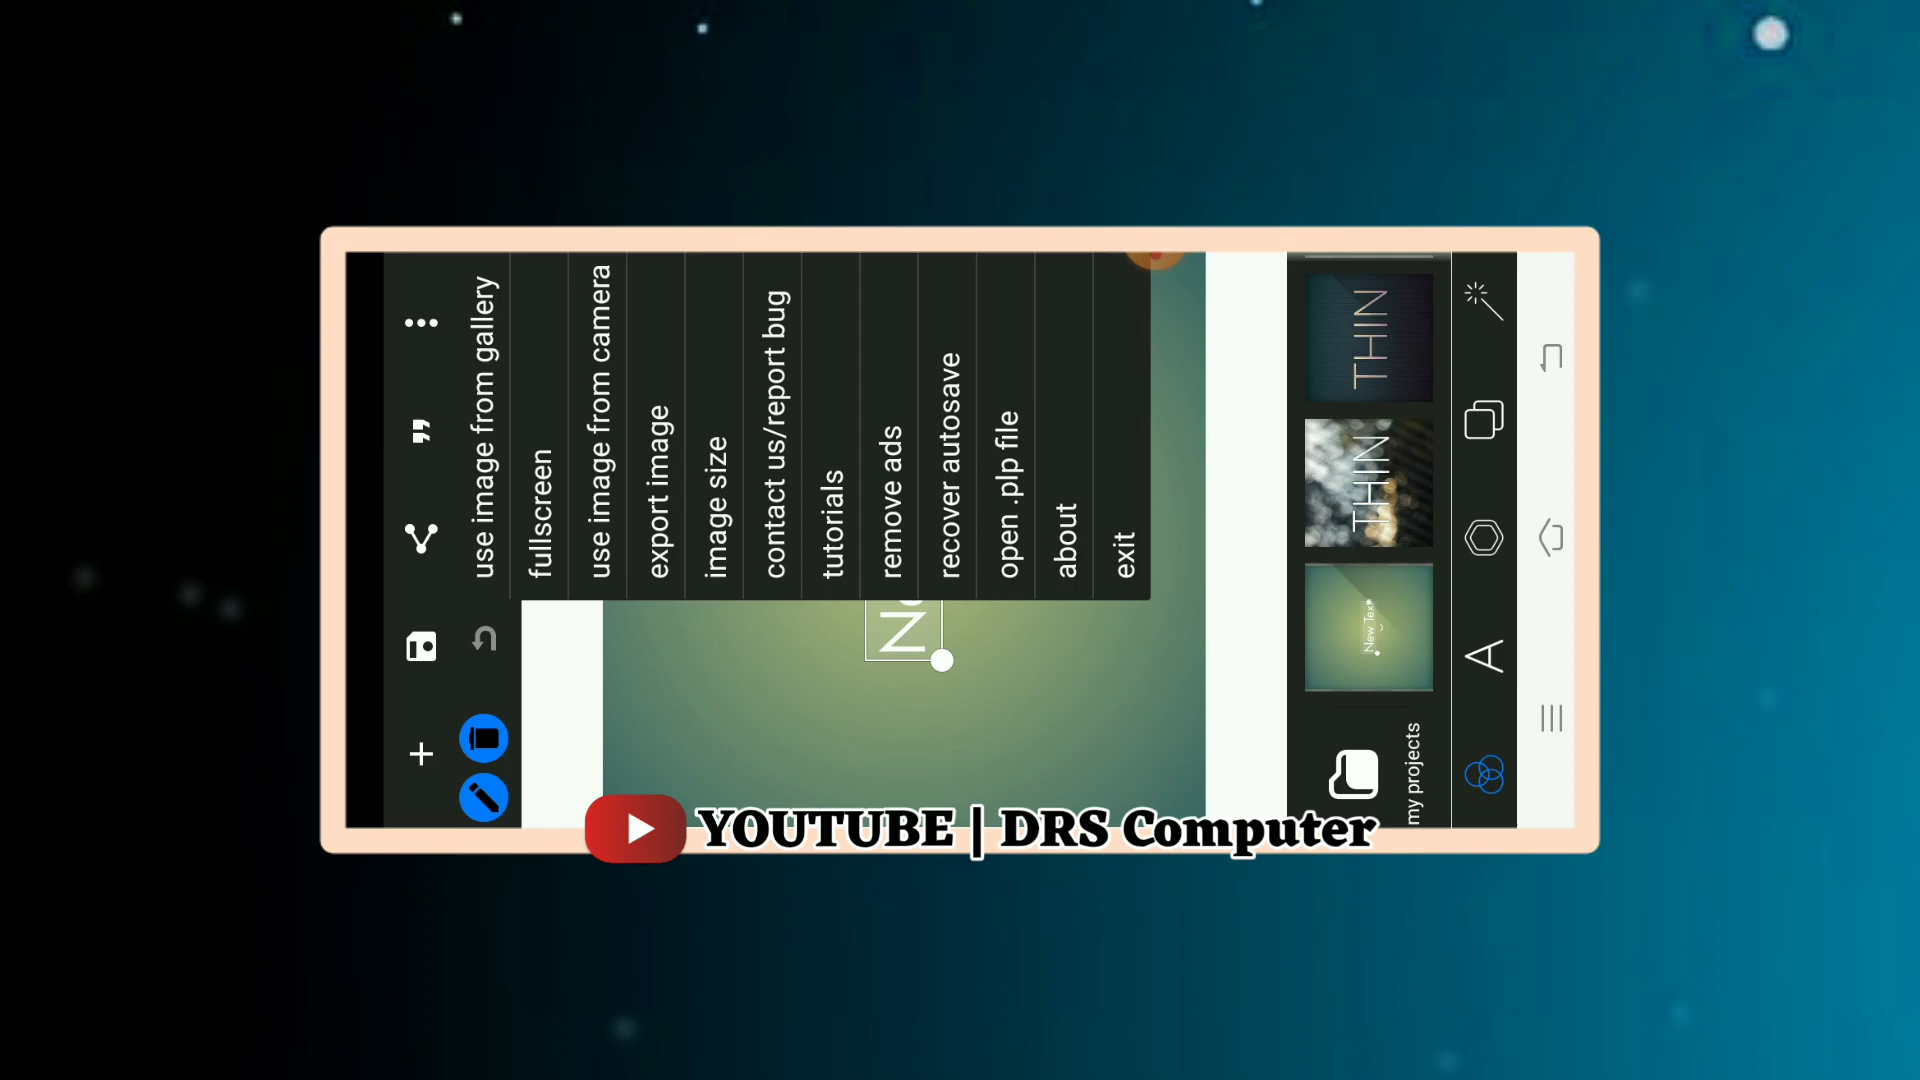 use image from gallery
fullscreen
use image from camera
export image
image size
contact us/report bug
tutorials
remove ads
recover autosave
open .plp file
about
exit
my projects
New Tex
THIN
THIN
YOUTUBE | DRS Computer